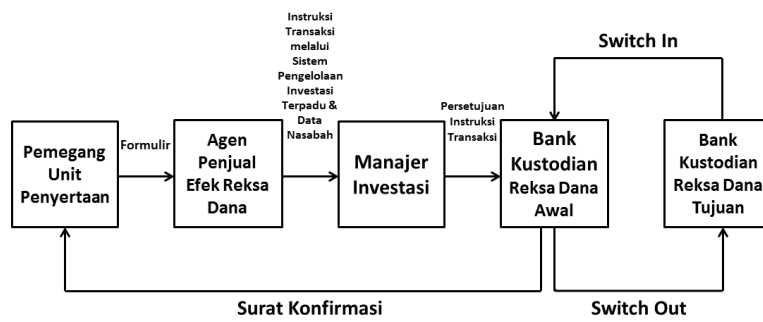 Pemegang
Unit
Penyertaan
Formulir
Agen
Penjual
Efek Reksa
Dana
Instruksi
Transaksi
melalui
Sistem
Pengelolaan
Investasi
Terpadu &
Data
Nasabah
Manajer
Investasi
Persetujuan
Instruksi
Transaksi
Bank
Kustodian
Reksa Dana
Awal
Switch In
Bank
Kustodian
Reksa Dana
Tujuan
Surat Konfirmasi
Switch Out